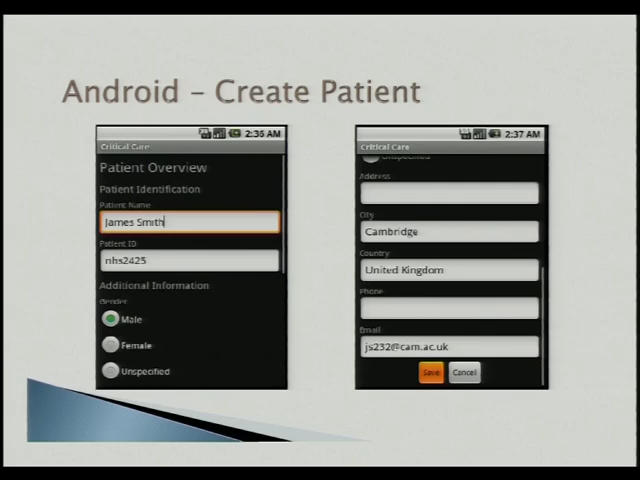 Android – Create Patient
2:36 AM
Critical Care
Patient Overview
Patient Identification
Patient Name
James Smith
Patient ID
nhs2425
Additional Information
Gender
Male
Female
Unspecified
2:37 AM
Critical Care
Unspecified
Address
City
Cambridge
Country
United Kingdom
Phone
Email
js232@cam.ac.uk
Save Cancel